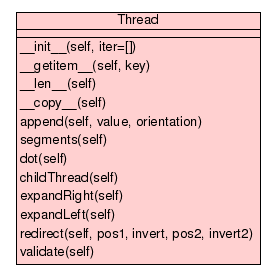 Thread
__init__(self, iter=[])
__getitem__(self, key)
__len__(self)
__copy__(self)
append(self, value, orientation)
segments(self)
dot(self)
childThread(self)
expandRight(self)
expandLeft(self)
redirect(self, pos1, invert, pos2, invert2)
validate(self)